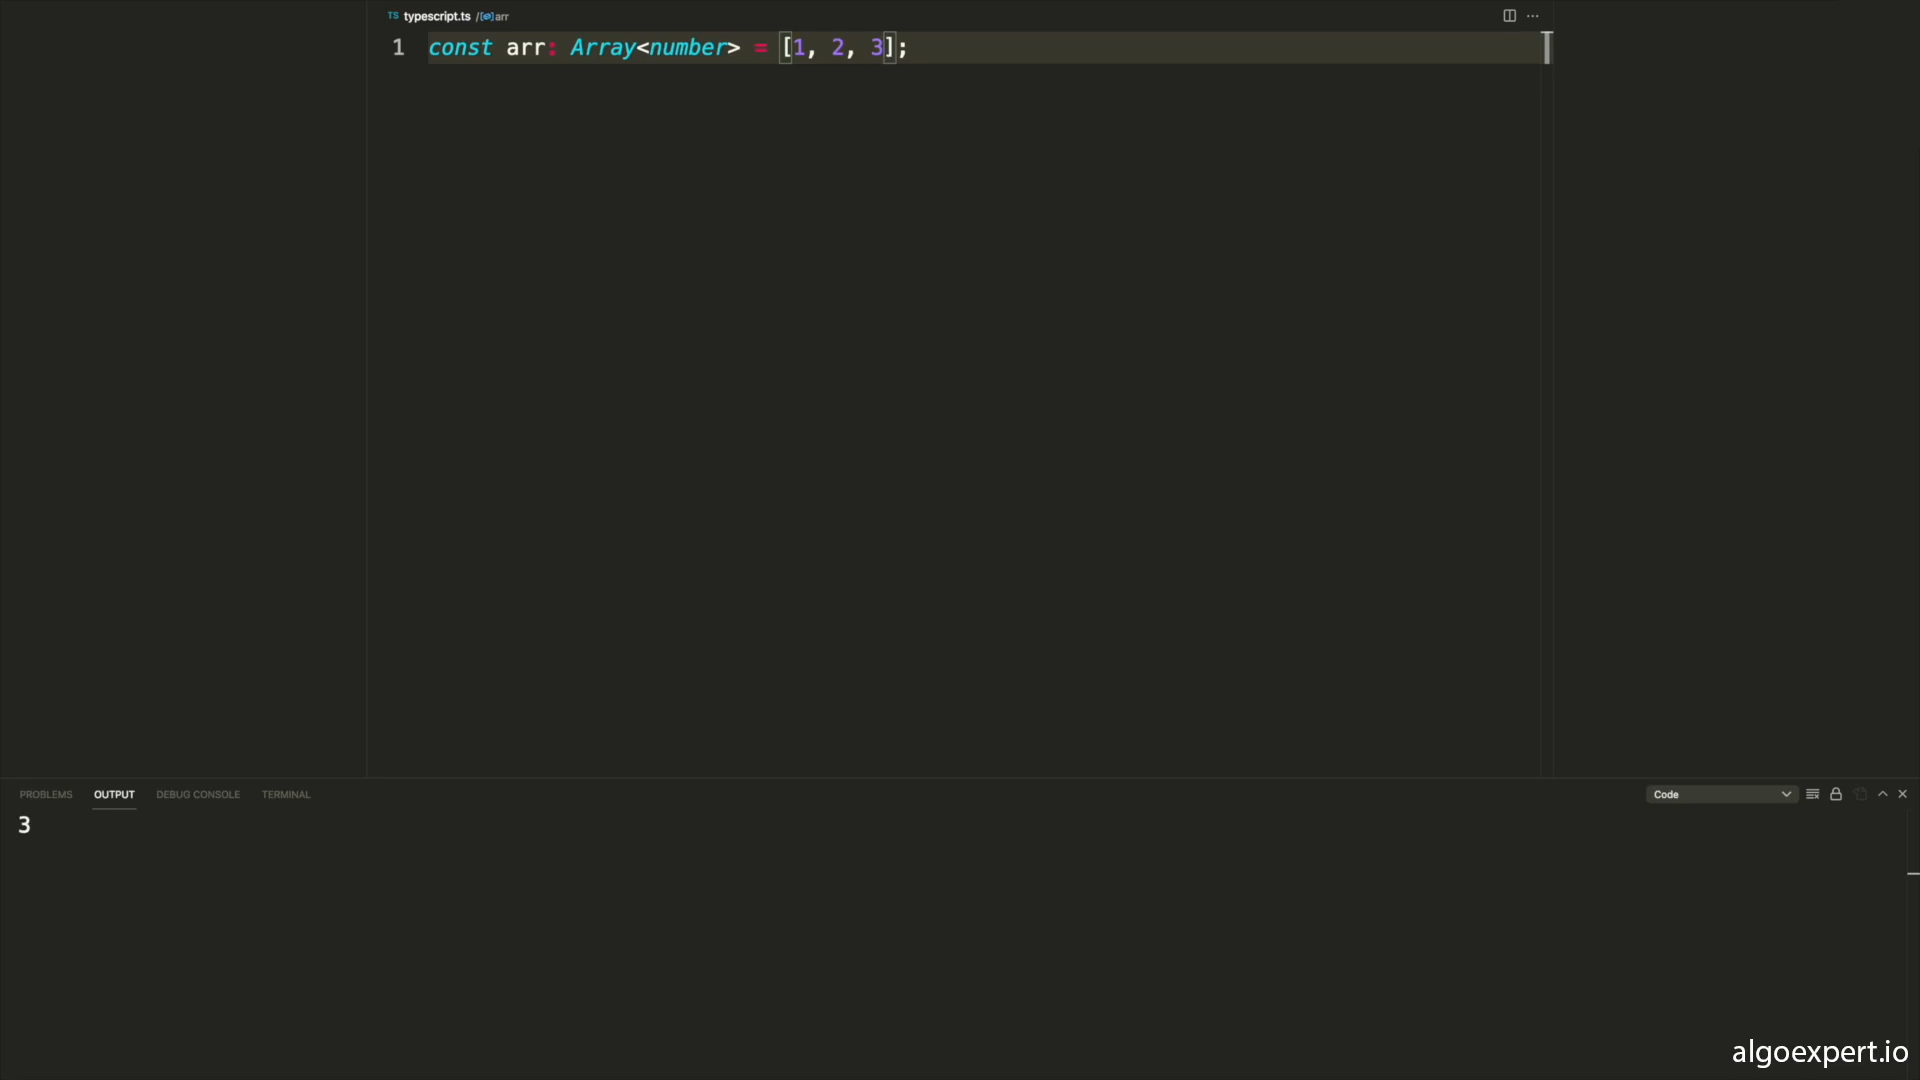 TS typescript.ts /[ø]arr
1 const arr: Array<number> = [1, 2, 3];
PROBLEMS OUTPUT DEBUG CONSOLE TERMINAL Code
3
algoexpert.io